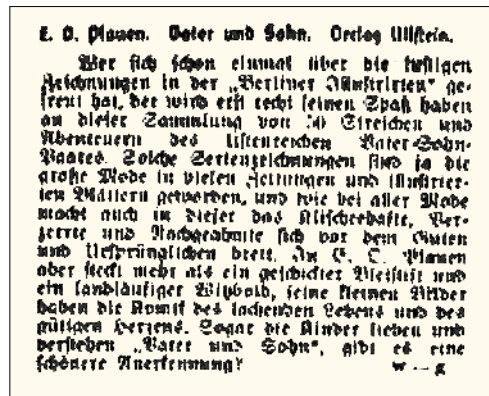 E. O. Plauen. Vater und Sohn. Verlag Ullstein.
Wer sich schon einmal über die lustigen
Zeichnungen in der „Berliner Illustrirten“ ge-
freut hat, der wird erst recht seinen Spaß haben
an dieser Sammlung von 50 Streichen und
Abenteuern des listenreichen Vater-Sohn-
Paares. Solche Serienzeichnungen sind ja die
große Mode in vielen Zeitungen und illustrier-
ten Blättern geworden, und wie bei aller Mode
macht auch in dieser das Klischeehafte, Ver-
zerrte und Nachgeahmte sich vor dem Guten
und Ursprünglichen breit. In E. O. Plauen
aber steckt mehr als ein geschickter Bleistift und
ein landläufiger Witzbold, seine kleinen Bilder
haben die Komik des lachenden Lebens und des
gütigen Herzens. Sogar die Kinder lieben und
verstehen „Vater und Sohn“, gibt es eine
schönere Anerkennung? W—g